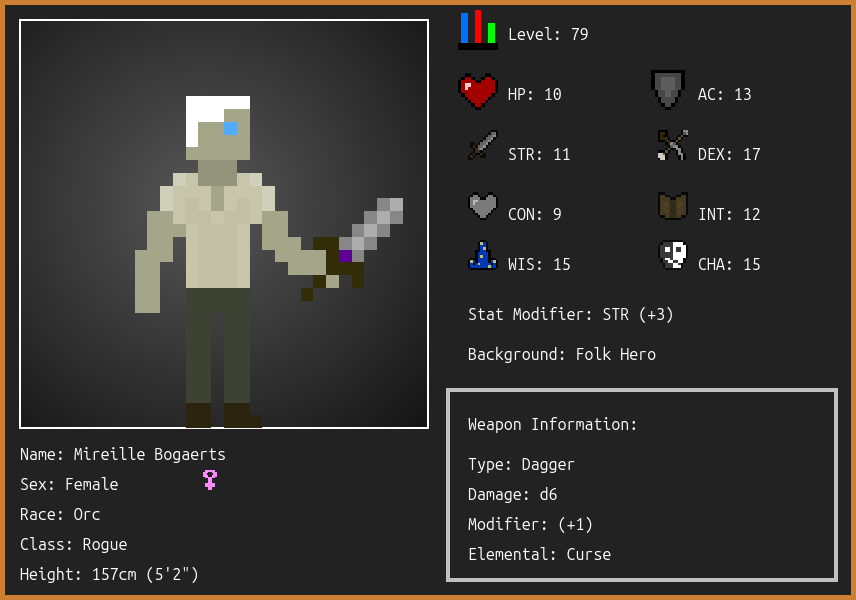 Level: 79
HP: 10
AC: 13
STR: 11
DEX: 17
CON: 9
INT: 12
WIS: 15
CHA: 15
Stat Modifier: STR (+3)
Background: Folk Hero
Weapon Information:
Type: Dagger
Damage: d6
Modifier: (+1)
Elemental: Curse
Name: Mireille Bogaerts
Sex: Female
Race: Orc
Class: Rogue
Height: 157cm (5'2")